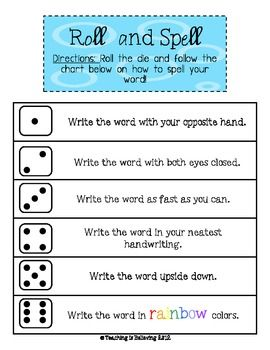 Roll and Spell
Directions: Roll the die and follow the
chart below on how to spell your
word!
Write the word with your opposite hand.
Write the word with both eyes closed.
Write the word as fast as you can.
Write the word in your neatest
handwriting.
Write the word upside down.
Write the word in rainbow colors.
© Teaching is Believing 2012